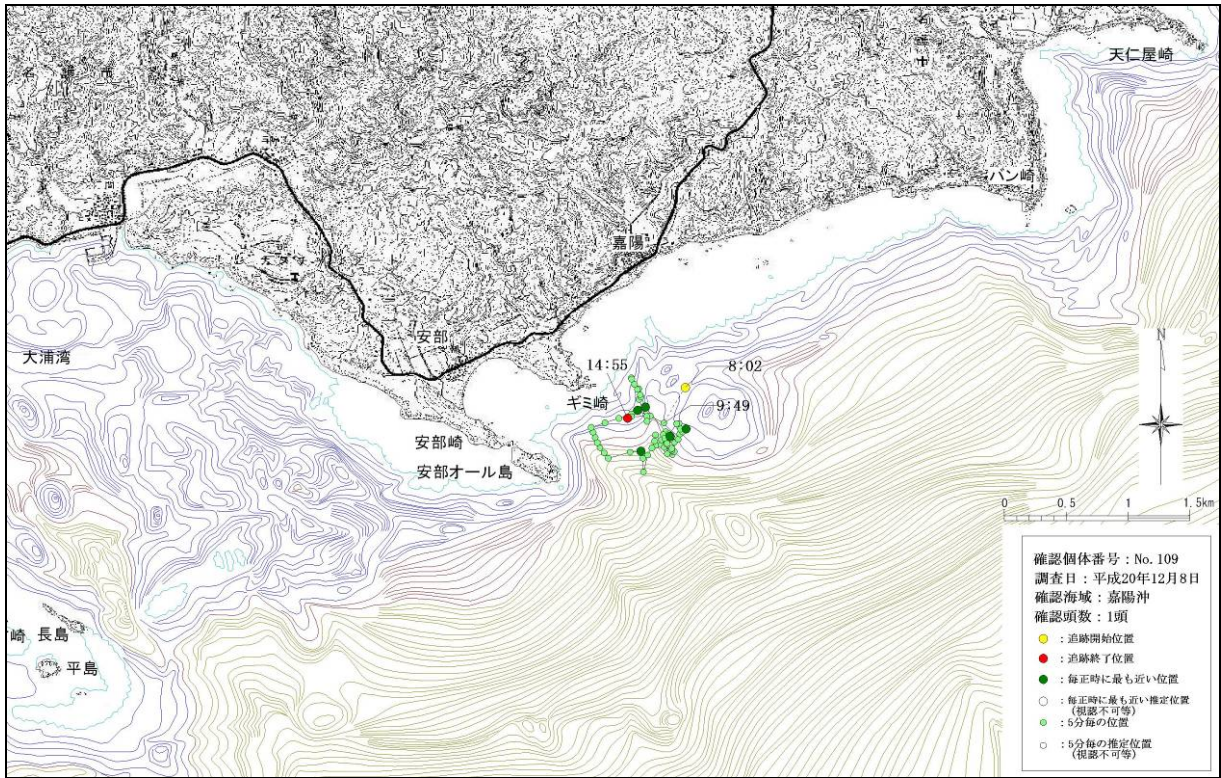 天仁屋崎
バン崎
嘉陽
安部
大浦湾
14:55
8:02
ギミ崎
9:49
安部崎
安部オール島
N
0 0.5 1 1.5km
長島
崎
平島
確認個体番号：No.109
調査日：平成20年12月8日
確認海域：嘉陽沖
確認頭数：1頭
：追跡開始位置
：追跡終了位置
：毎正時に最も近い位置
：毎正時に最も近い推定位置
（視認不可等）
：5分毎の位置
：5分毎の推定位置
（視認不可等）